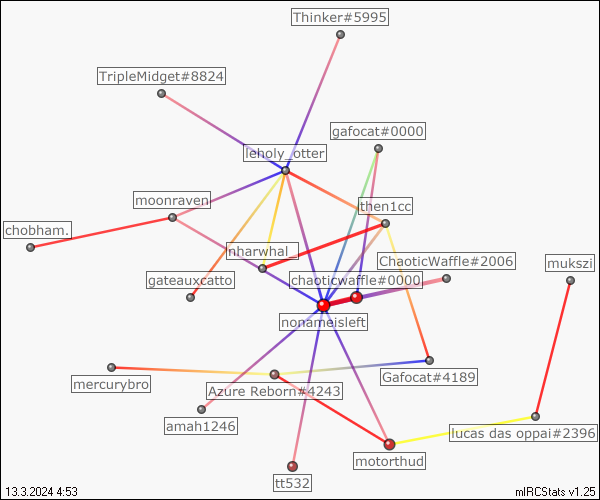 Thinker#5995
TripleMidget#8824
gafocat#0000
leholy_otter
moonraven
then1cc
chobham.
nharwhal_
ChaoticWaffle#2006
mukszi
gateauxcatto
chaoticwaffle#0000
nonameisleft
mercurybro
Azure Reborn#4243
Gafocat#4189
amah1246
lucas das oppai#2396
motorthud
tt532
13.3.2024 4:53
mIRCStats v1.25